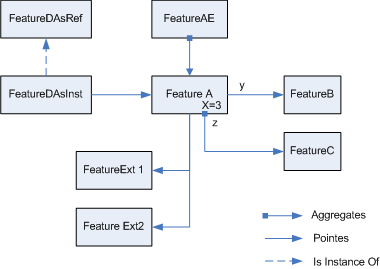 FeatureDAsRef
FeatureAE
FeatureDAsInst
Feature A
X=3
y
FeatureB
z
FeatureC
FeatureExt 1
Feature Ext2
Aggregates
Pointes
Is Instance Of